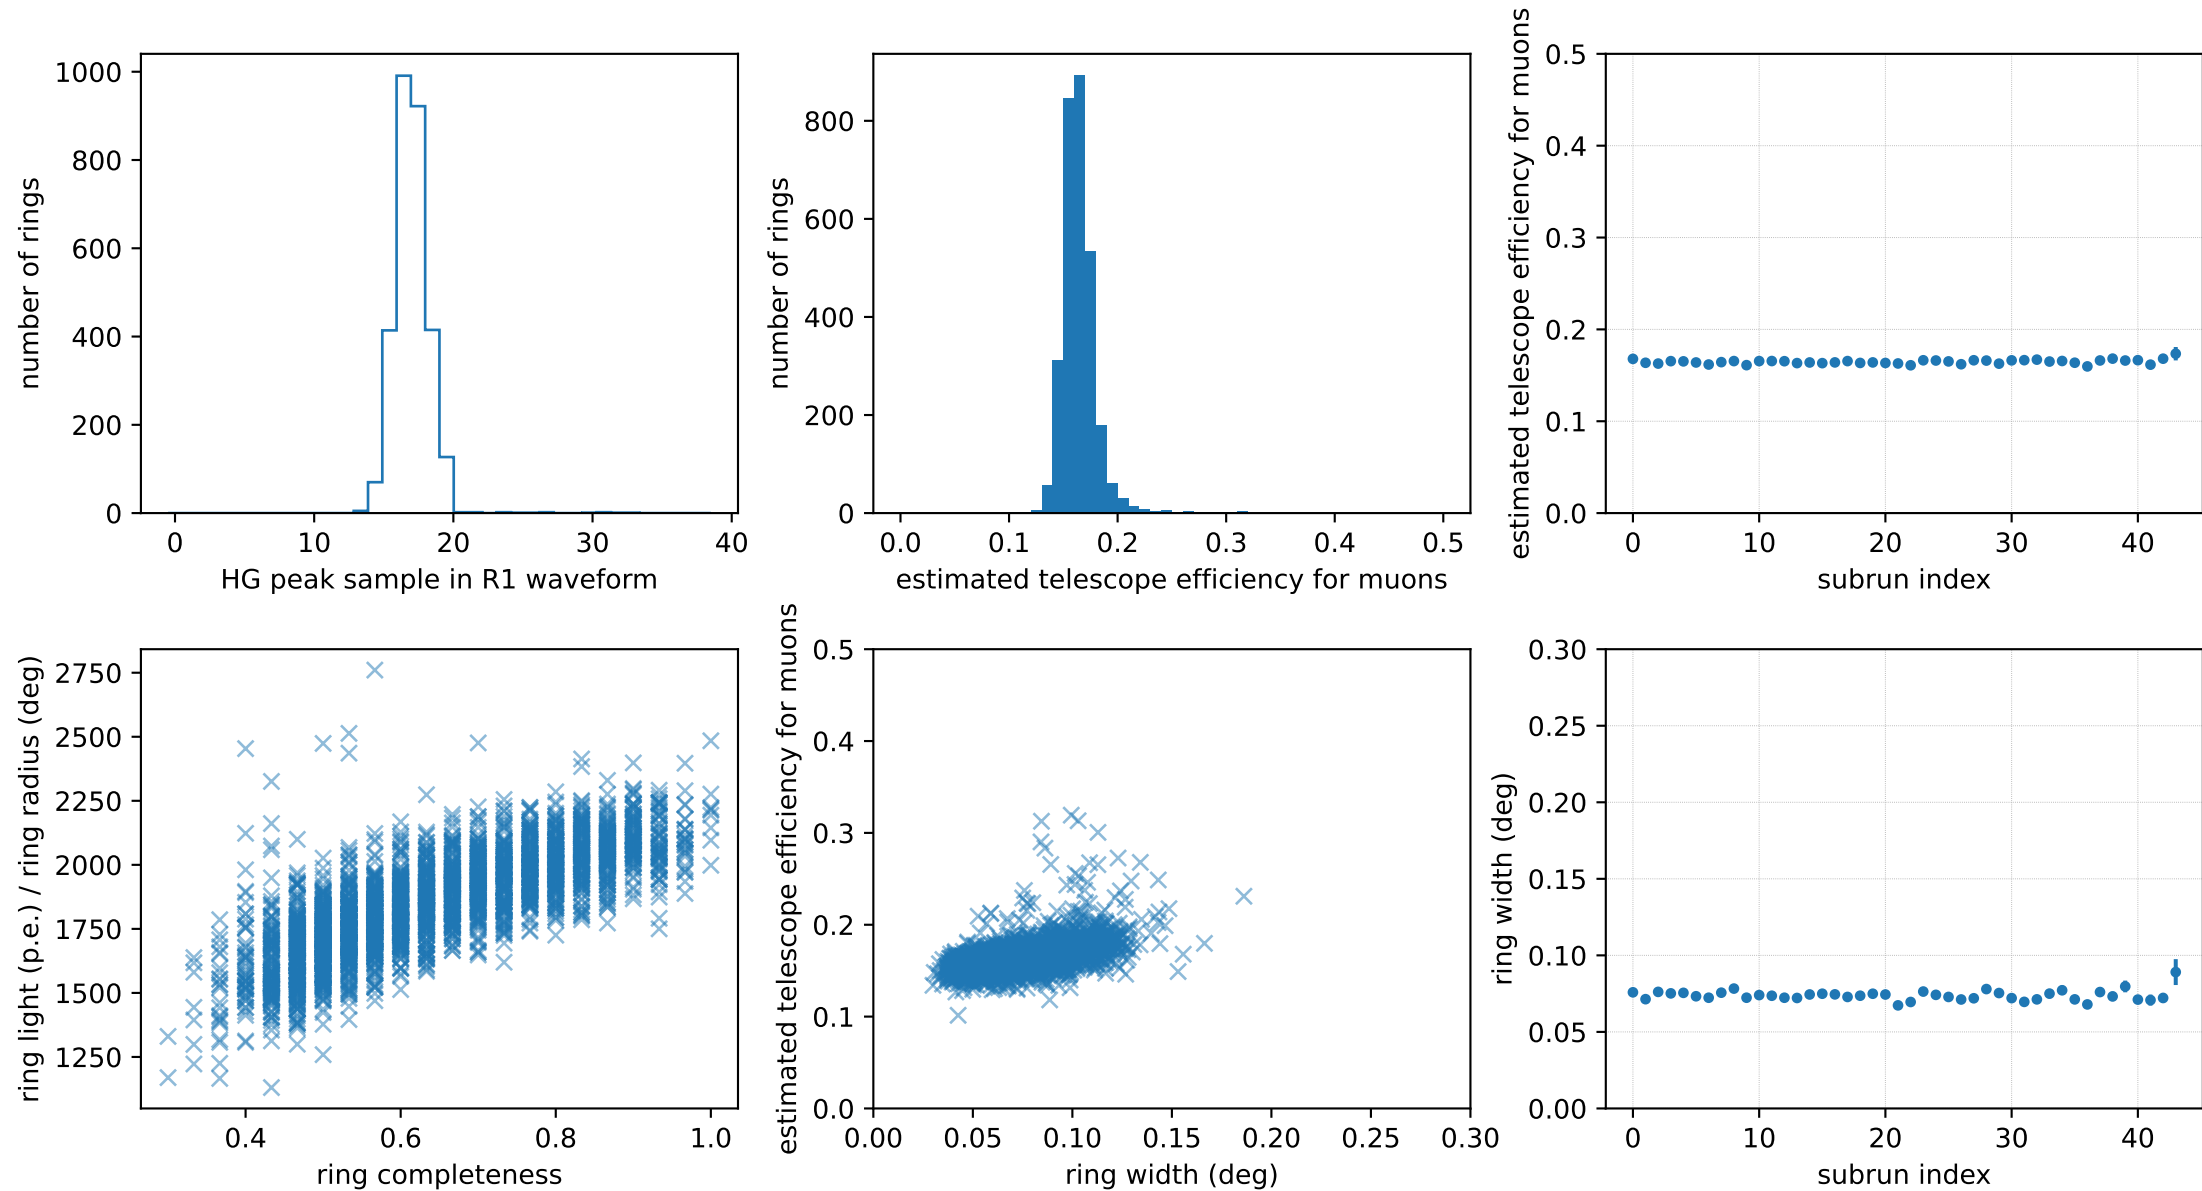 number of rings
1000
800
600
400
200
0
0 10 20 30 40
HG peak sample in R1 waveform
number of rings
800
600
400
200
0
0.0 0.1 0.2 0.3 0.4 0.5
estimated telescope efficiency for muons
estimated telescope efficiency for muons
0.5
0.4
0.3
0.2
0.1
0.0
0 10 20 30 40
subrun index
ring light (p.e.) / ring radius (deg)
2750
2500
2250
2000
1750
1500
1250
0.4 0.6 0.8 1.0
ring completeness
estimated telescope efficiency for muons
0.5
0.4
0.3
0.2
0.1
0.0
0.00 0.05 0.10 0.15 0.20 0.25 0.30
ring width (deg)
ring width (deg)
0.30
0.25
0.20
0.15
0.10
0.05
0.00
0 10 20 30 40
subrun index